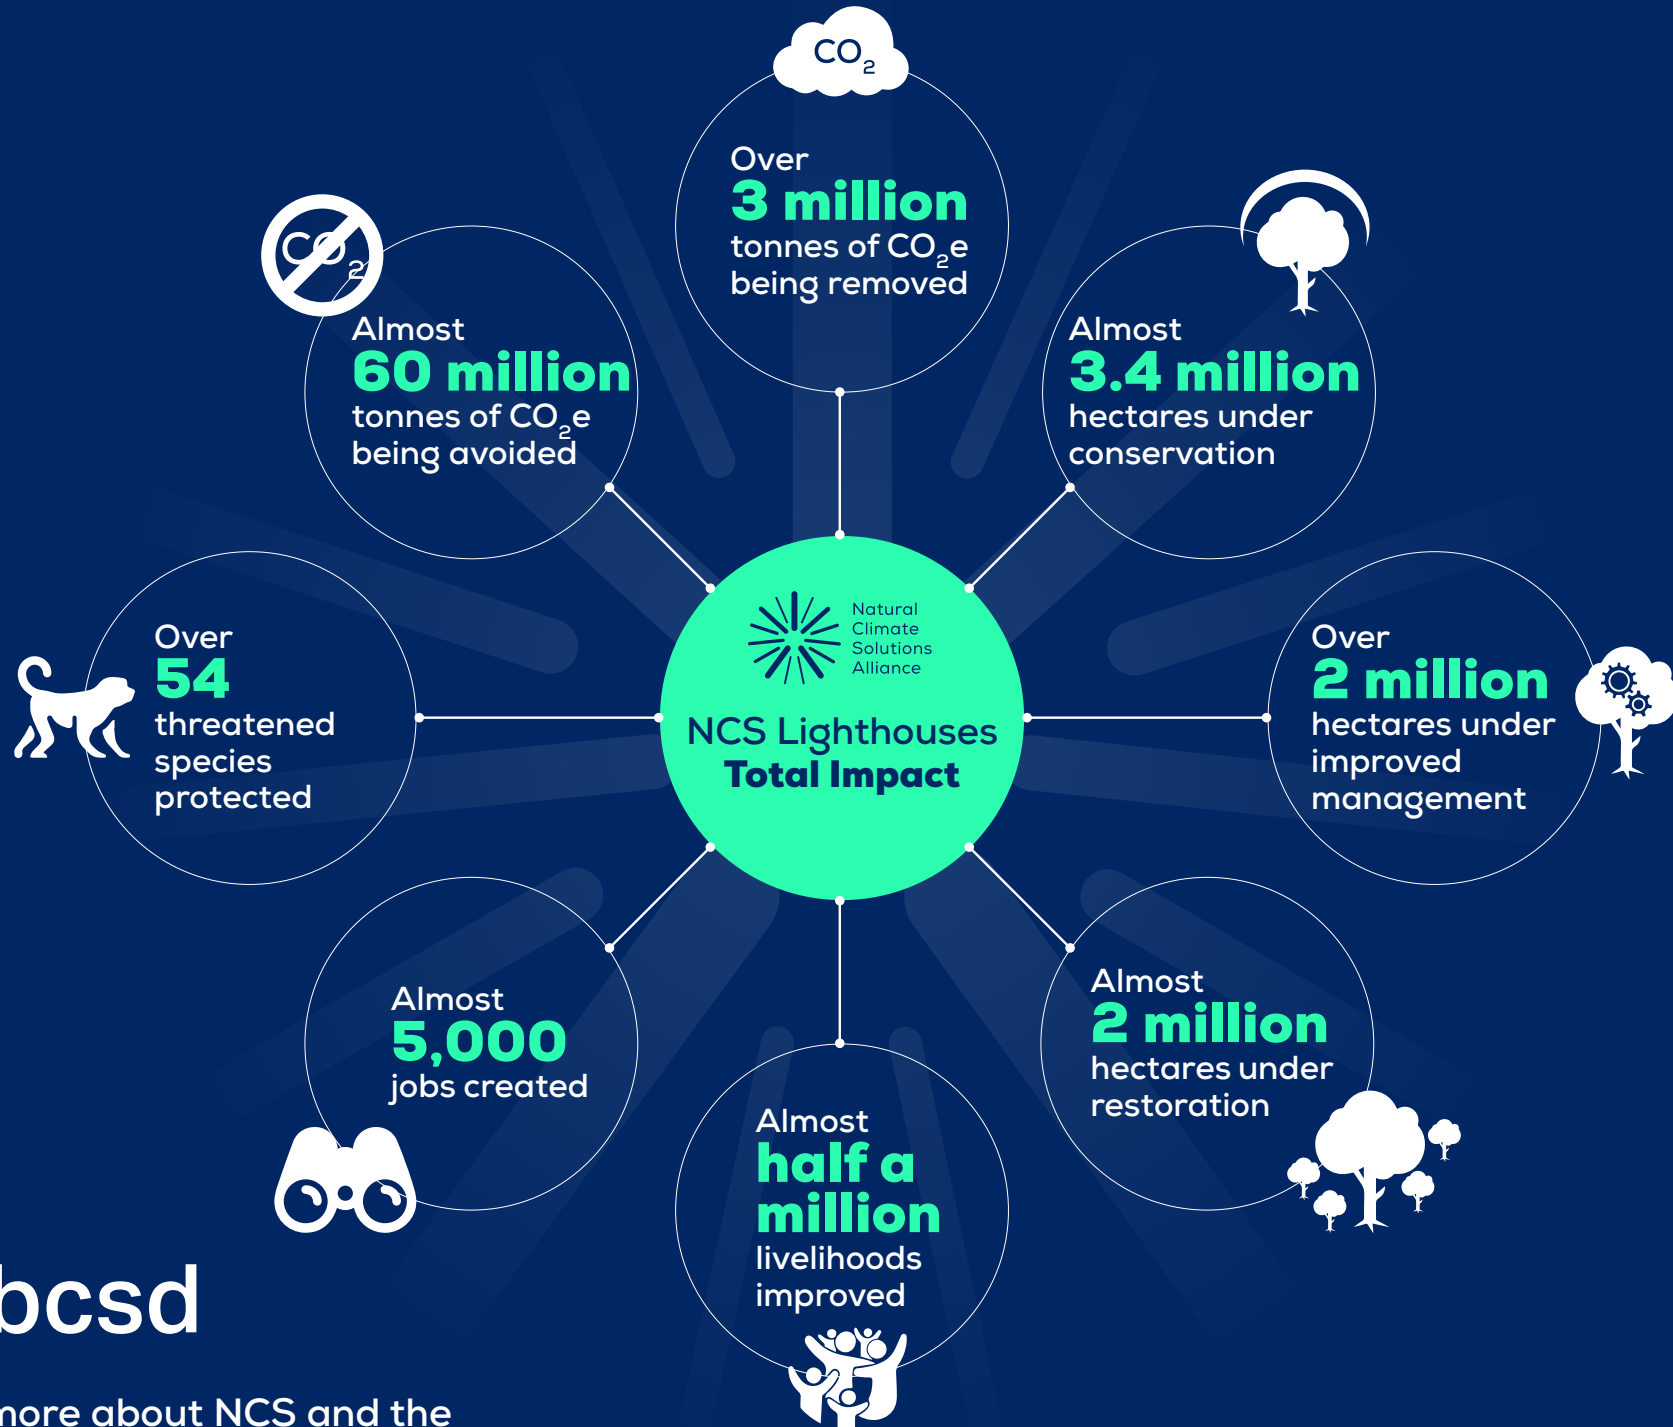 CO2
Over
3 million
tonnes of CO2e
being removed
CO2
Almost
60 million
tonnes of CO2e
being avoided
Almost
3.4 million
hectares under
conservation
Over
54
threatened
species
protected
Natural
Climate
Solutions
Alliance
NCS Lighthouses
Total Impact
Over
2 million
hectares under
improved
management
Almost
5,000
jobs created
Almost
2 million
hectares under
restoration
Almost
half a
million
livelihoods
improved
bcsd
more about NCS and the